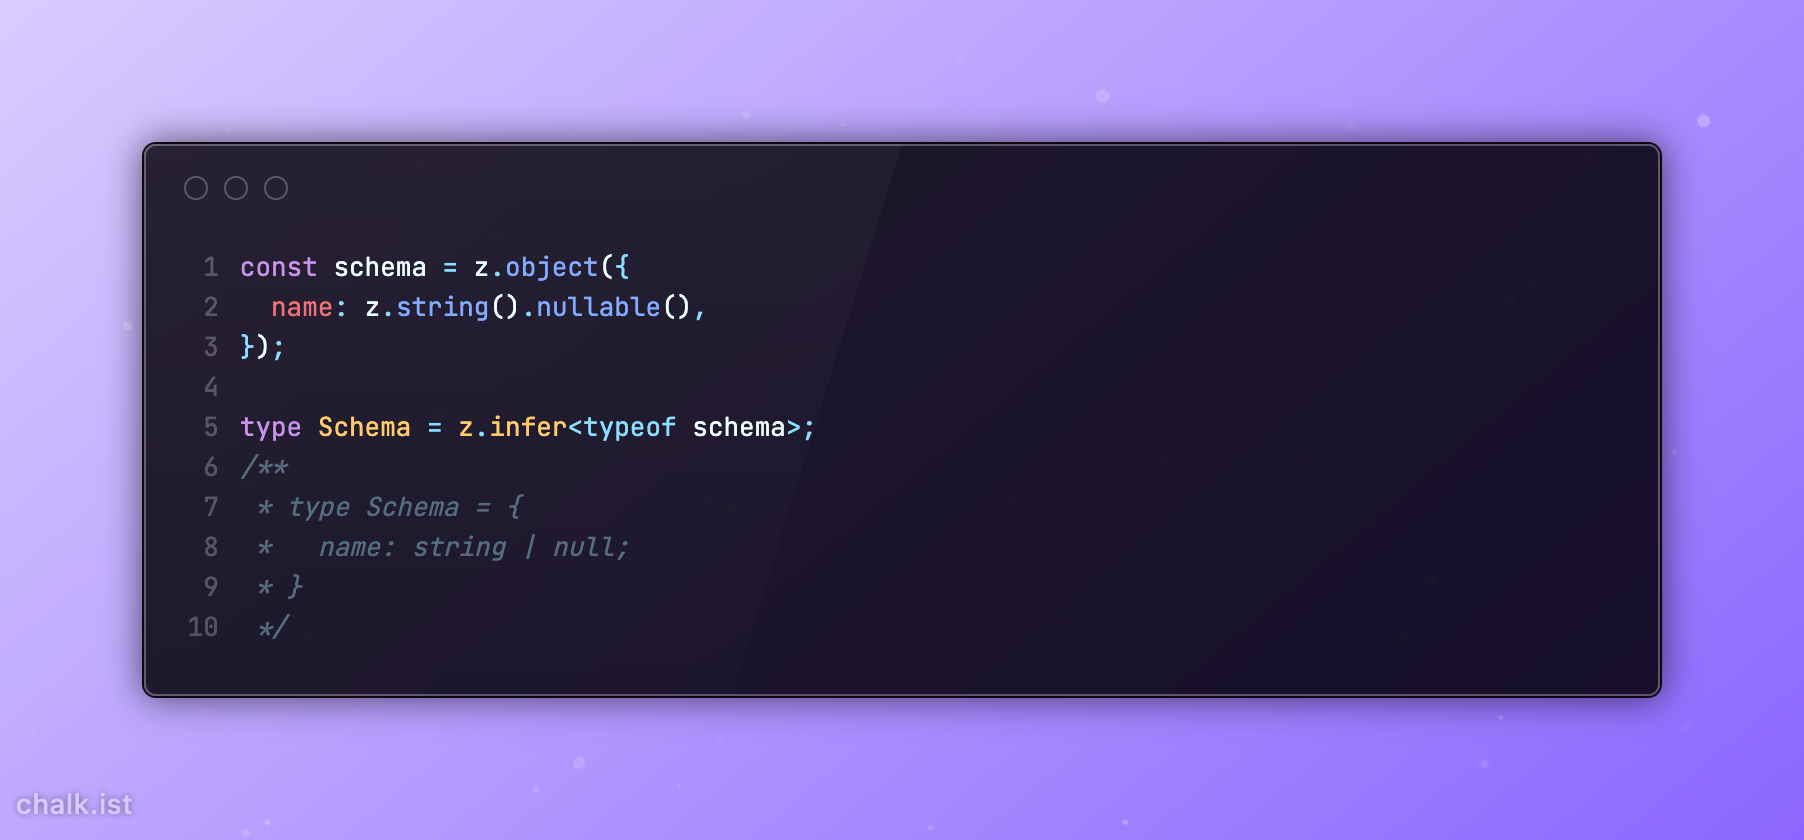 1 const schema = z.object({
2   name: z.string().nullable(),
3 });
4
5 type Schema = z.infer<typeof schema>;
6 /**
7  * type Schema = {
8  *   name: string | null;
9  * }
10  */
chalk.ist